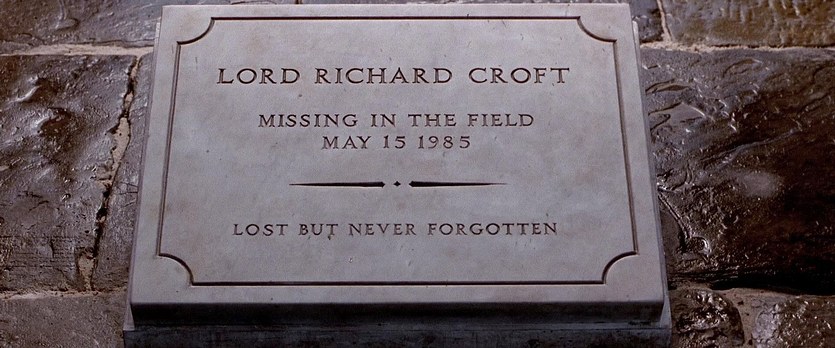 LORD RICHARD CROFT
MISSING IN THE FIELD
MAY 15 1985
LOST BUT NEVER FORGOTTEN